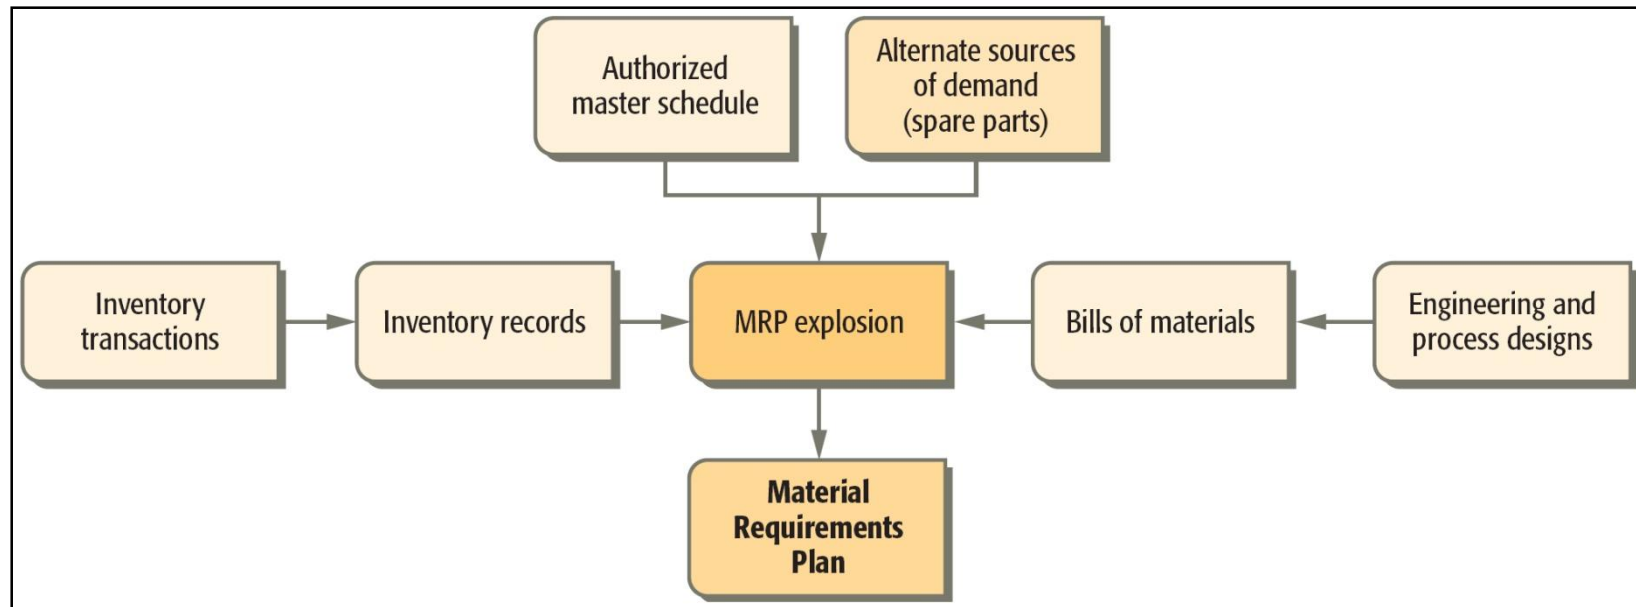 Authorized
master schedule
Alternate sources
of demand
(spare parts)
Inventory
transactions
Inventory records
MRP explosion
Bills of materials
Engineering and
process designs
Material
Requirements
Plan